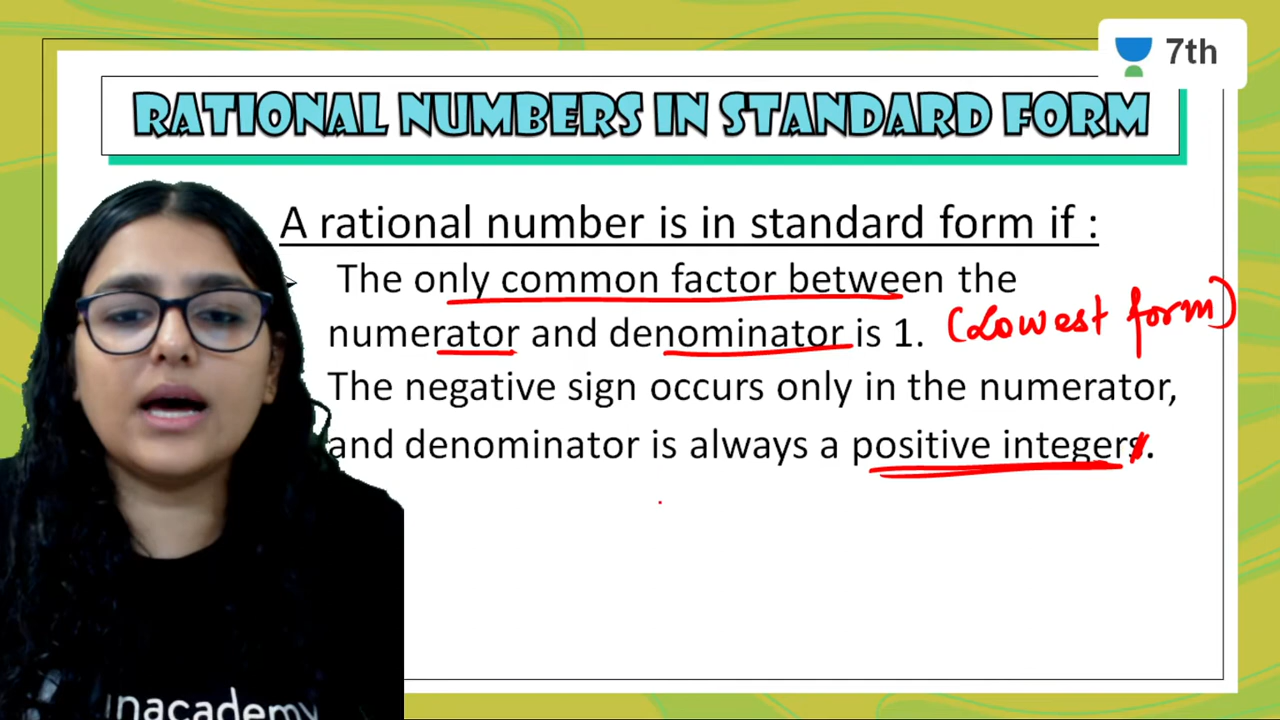 7th
RATIONAL NUMBERS IN STANDARD FORM
A rational number is in standard form if :
The only common factor between the
numerator and denominator is 1. (Lowest form)
The negative sign occurs only in the numerator,
and denominator is always a positive integers.
unacademy